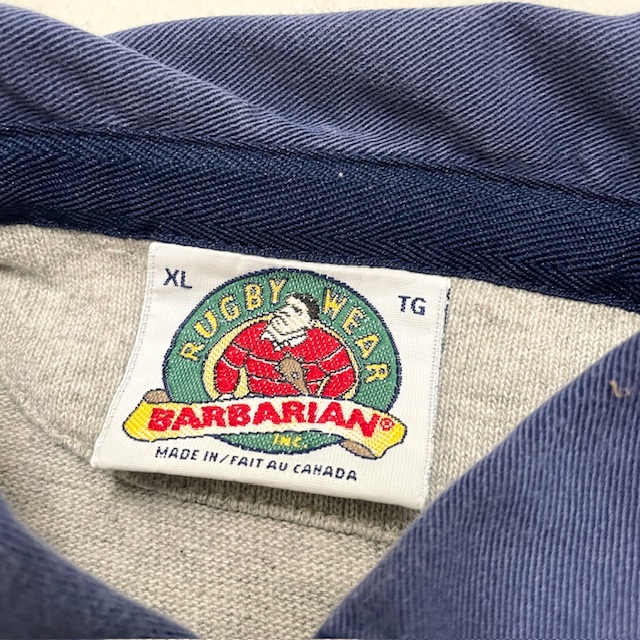 XL
TG
RUGBY WEAR
BARBARIAN®
INC.
MADE IN/FAIT AU CANADA